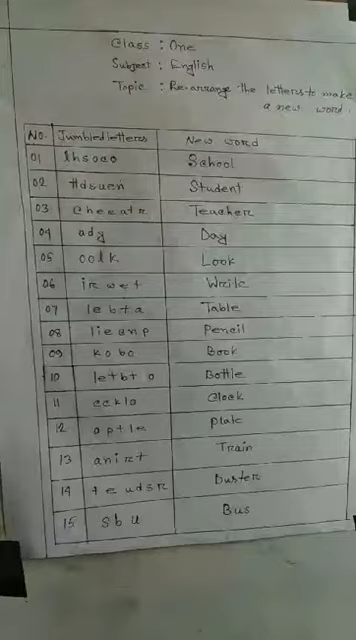 Class : One
Subject : English
Topic : Re-arrange the letters to make
a new word.
No. Jumbled letters New word
01 lhsoco School
02 ttdsuen Student
03 eheratr Teacher
04 ady Day
05 oolk Look
06 irwet Write
07 lebta Table
08 lieanp Pencil
09 kobo Book
10 letbto Bottle
11 ccklo Clock
12 aptle Plate
13 anirt Train
14 teudsr Duster
15 sbu Bus